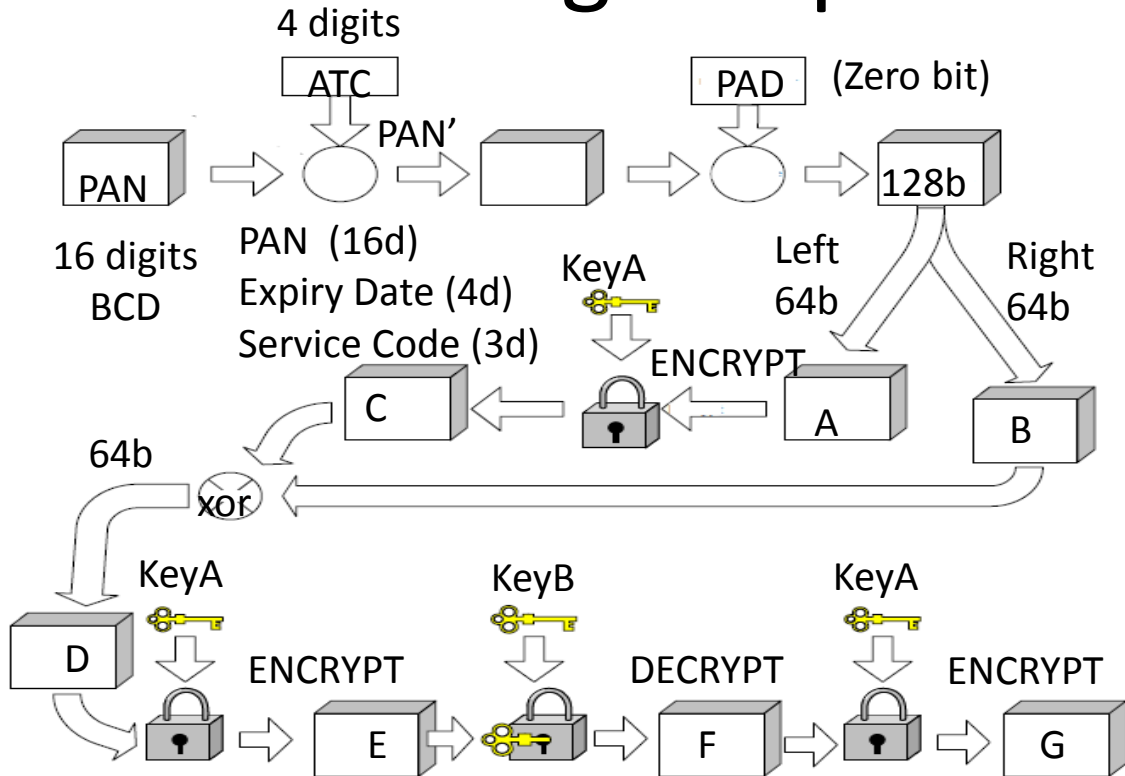 4 digits
ATC
PAD
(Zero bit)
PAN’
PAN
128b
16 digits
BCD
PAN (16d)
Expiry Date (4d)
Service Code (3d)
KeyA
Left
64b
Right
64b
ENCRYPT
C
A
B
64b
xor
KeyA
KeyB
KeyA
D
ENCRYPT
DECRYPT
ENCRYPT
E
F
G